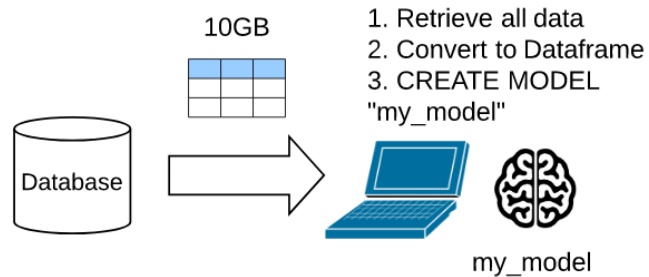 10GB
1. Retrieve all data
2. Convert to Dataframe
3. CREATE MODEL
"my_model"
Database
my_model